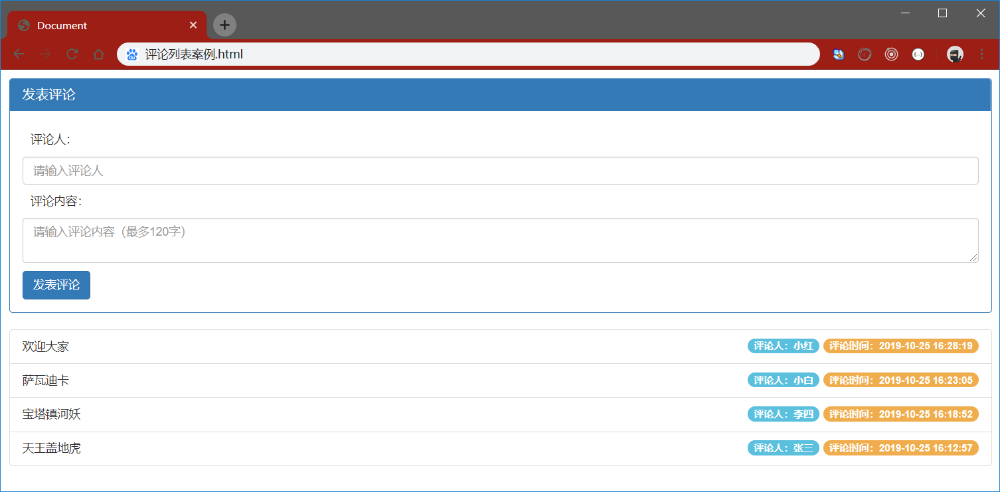 Document
评论列表案例.html
发表评论
评论人：
请输入评论人
评论内容：
请输入评论内容（最多120字）
发表评论
欢迎大家 评论人：小红 评论时间：2019-10-25 16:28:19
萨瓦迪卡 评论人：小白 评论时间：2019-10-25 16:23:05
宝塔镇河妖 评论人：李四 评论时间：2019-10-25 16:18:52
天王盖地虎 评论人：张三 评论时间：2019-10-25 16:12:57